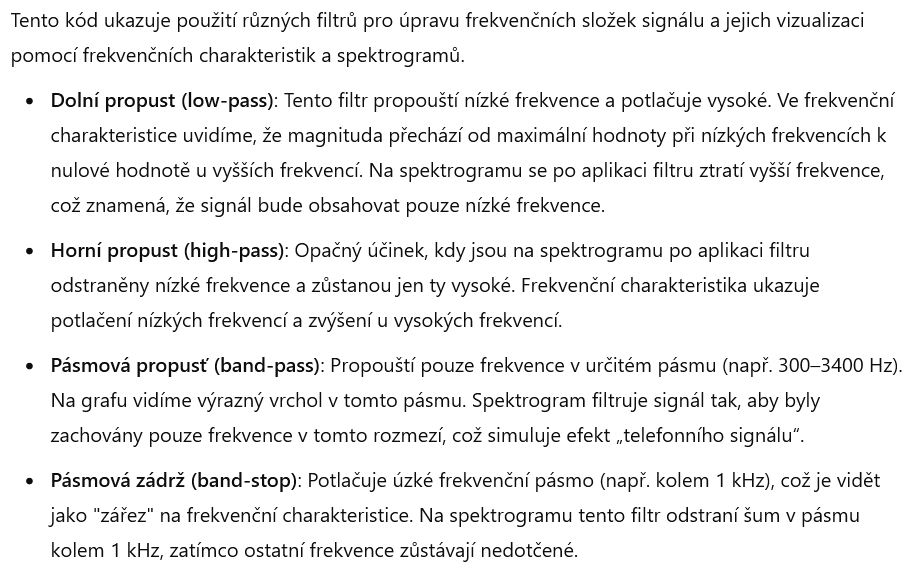 Tento kód ukazuje použití různých filtrů pro úpravu frekvenčních složek signálu a jejich vizualizaci
pomocí frekvenčních charakteristik a spektrogramů.
• Dolní propust (low-pass): Tento filtr propouští nízké frekvence a potlačuje vysoké. Ve frekvenční
charakteristice uvidíme, že magnituda přechází od maximální hodnoty při nízkých frekvencích k
nulové hodnotě u vyšších frekvencí. Na spektrogramu se po aplikaci filtru ztratí vyšší frekvence,
což znamená, že signál bude obsahovat pouze nízké frekvence.
• Horní propust (high-pass): Opačný účinek, kdy jsou na spektrogramu po aplikaci filtru
odstraněny nízké frekvence a zůstanou jen ty vysoké. Frekvenční charakteristika ukazuje
potlačení nízkých frekvencí a zvýšení u vysokých frekvencí.
• Pásmová propusť (band-pass): Propouští pouze frekvence v určitém pásmu (např. 300–3400 Hz).
Na grafu vidíme výrazný vrchol v tomto pásmu. Spektrogram filtruje signál tak, aby byly
zachovány pouze frekvence v tomto rozmezí, což simuluje efekt „telefonního signálu“.
• Pásmová zádrž (band-stop): Potlačuje úzké frekvenční pásmo (např. kolem 1 kHz), což je vidět
jako "zářez" na frekvenční charakteristice. Na spektrogramu tento filtr odstraní šum v pásmu
kolem 1 kHz, zatímco ostatní frekvence zůstávají nedotčené.